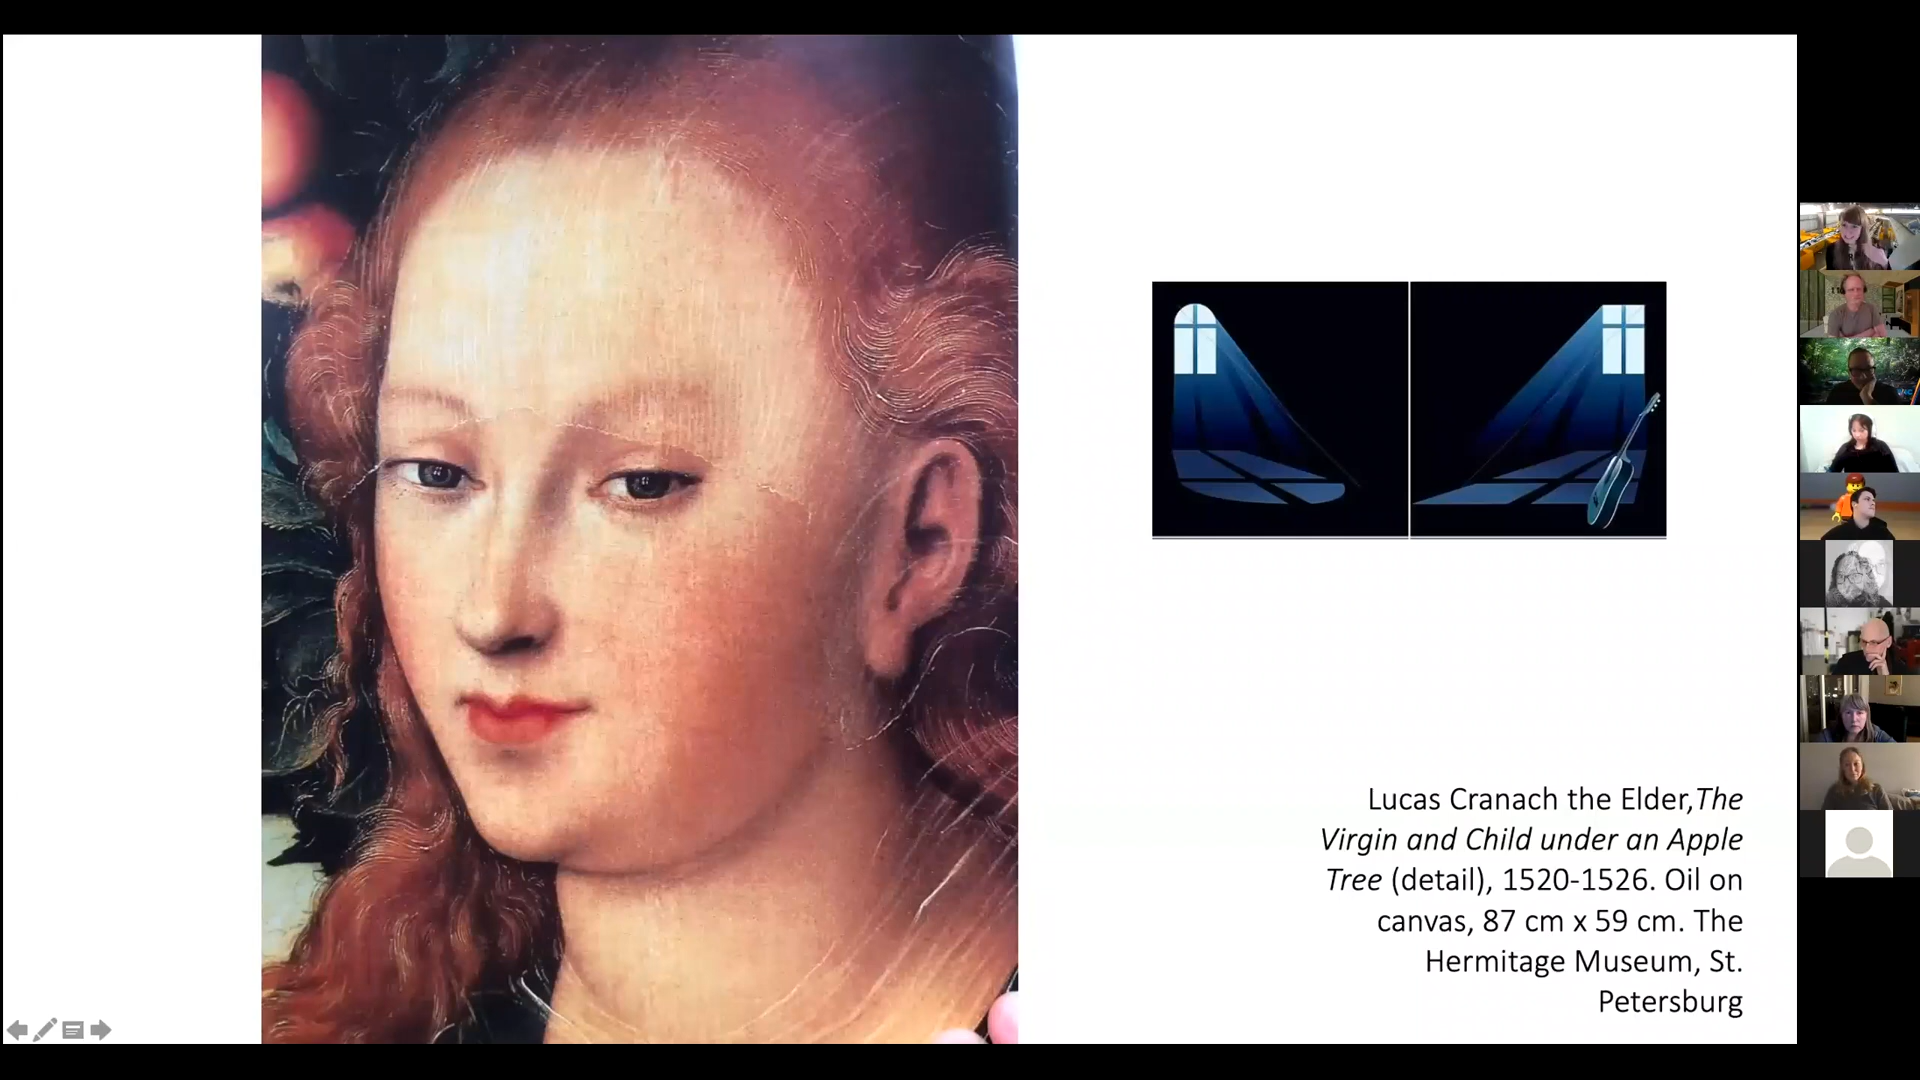 Lucas Cranach the Elder,The
Virgin and Child under an Apple
Tree (detail), 1520-1526. Oil on
canvas, 87 cm x 59 cm. The
Hermitage Museum, St.
Petersburg